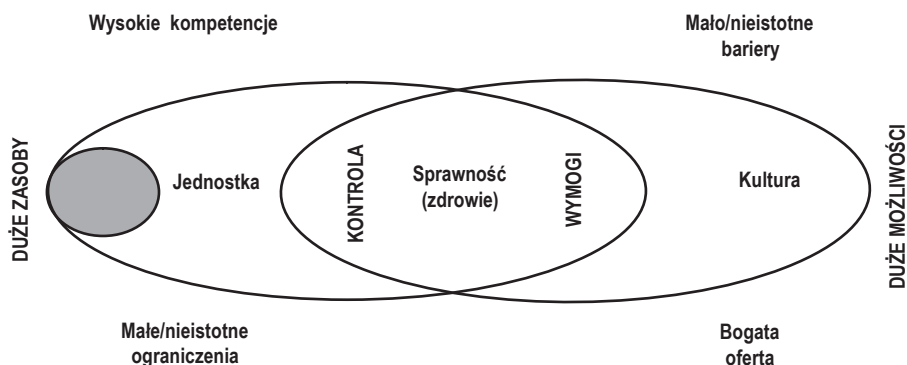 Wysokie kompetencje
Mało/nieistotne
bariery
DUŻE ZASOBY
Jednostka
KONTROLA
Sprawność
(zdrowie)
WYMOGI
Kultura
DUŻE MOŻLIWOŚCI
Małe/nieistotne
ograniczenia
Bogata
oferta